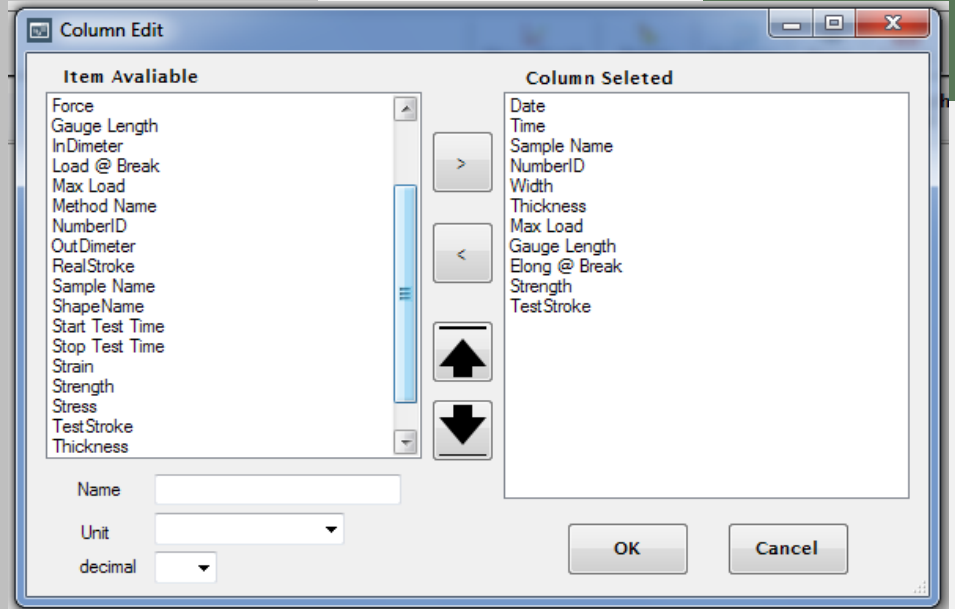 Column Edit
Item Avaliable
Force
Gauge Length
InDimeter
Load @ Break
Max Load
Method Name
NumberID
OutDimeter
RealStroke
Sample Name
ShapeName
Start Test Time
Stop Test Time
Strain
Strength
Stress
TestStroke
Thickness
>
<
Column Seleted
Date
Time
Sample Name
NumberID
Width
Thickness
Max Load
Gauge Length
Elong @ Break
Strength
TestStroke
Name
Unit
decimal
OK
Cancel